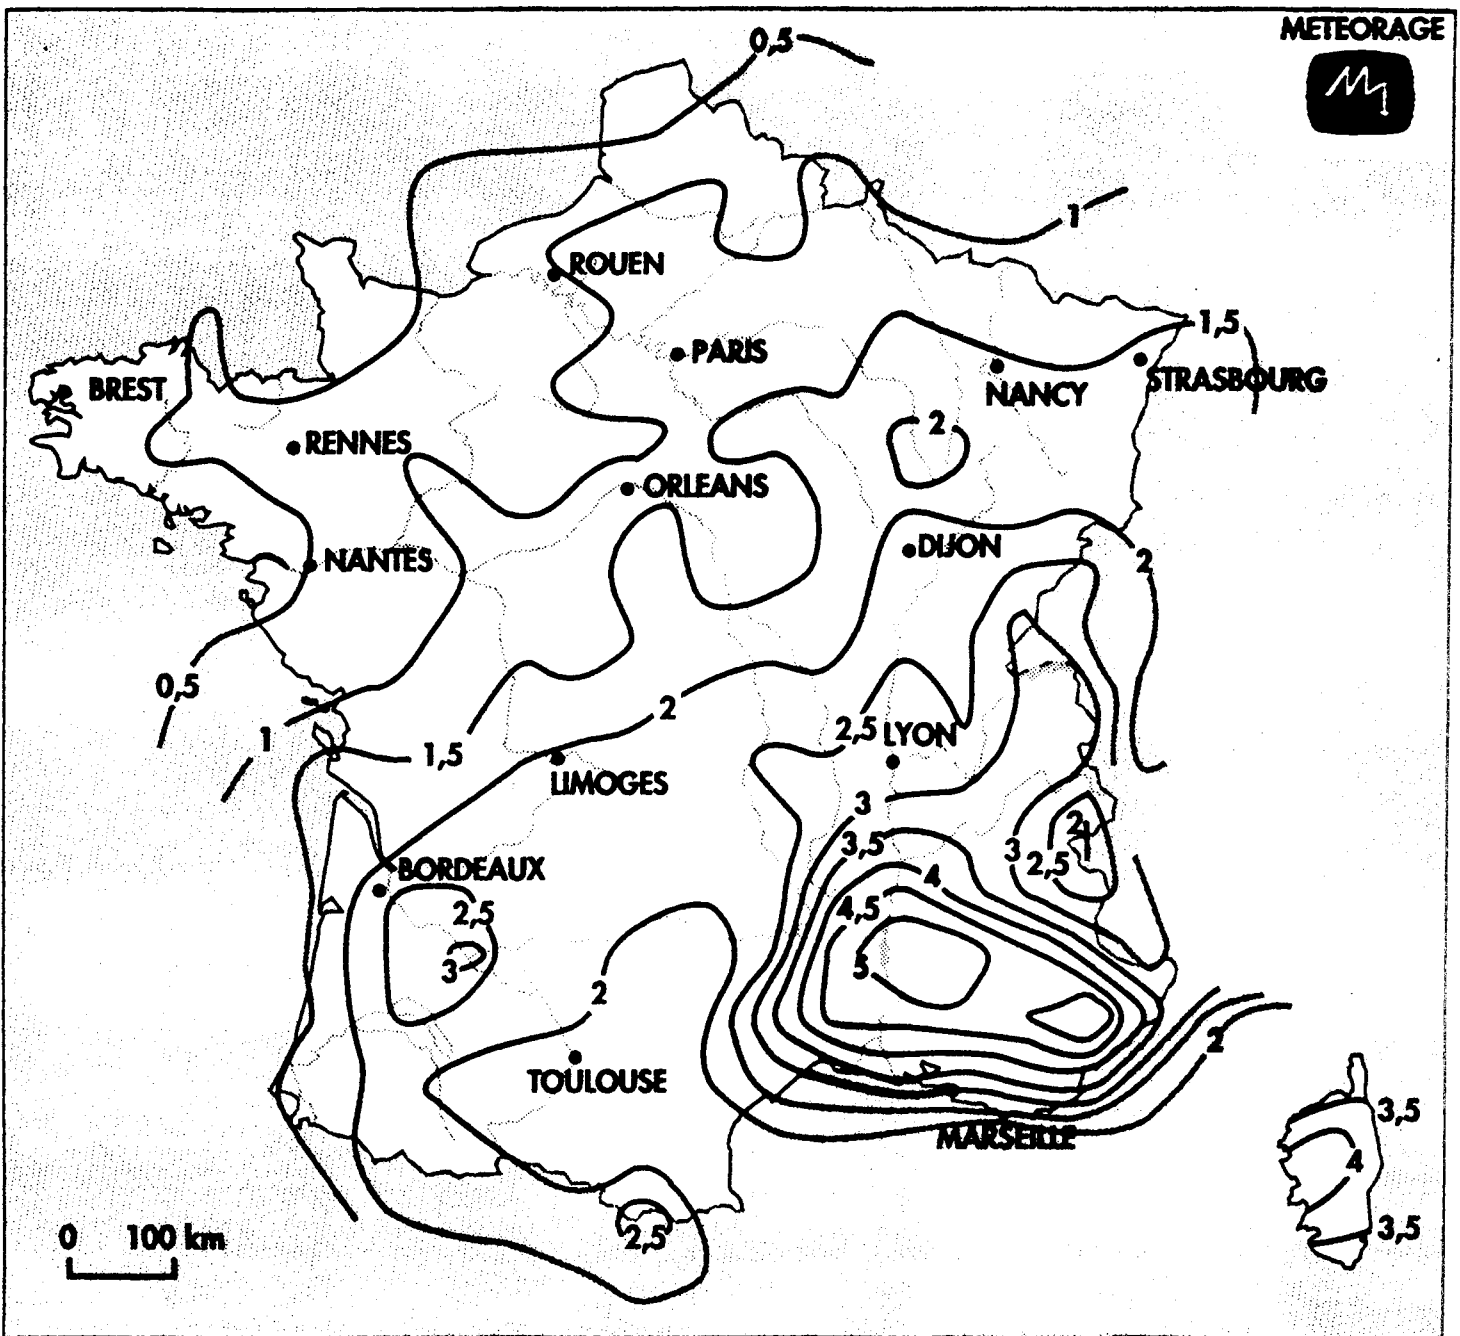 METEORAGE
0,5
1
ROUEN
1,5
PARIS
NANCY
STRASBOURG
BREST
2
RENNES
ORLEANS
DIJON
2
NANTES
0,5
2
2,5 LYON
1
1,5
LIMOGES
3
2
3,5
3
2,5
BORDEAUX
4
2,5
4,5
3
5
2
2
TOULOUSE
MARSEILLE
3,5
4
0 100 km
2,5
3,5